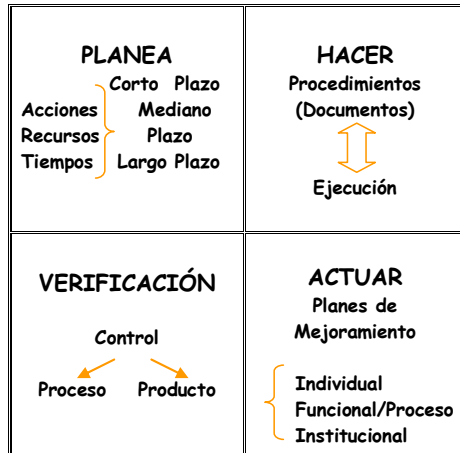 PLANEA
Corto Plazo
Acciones Mediano
Recursos Plazo
Tiempos Largo Plazo
HACER
Procedimientos
(Documentos)
Ejecución
VERIFICACIÓN
Control
Proceso Producto
ACTUAR
Planes de
Mejoramiento
Individual
Funcional/Proceso
Institucional